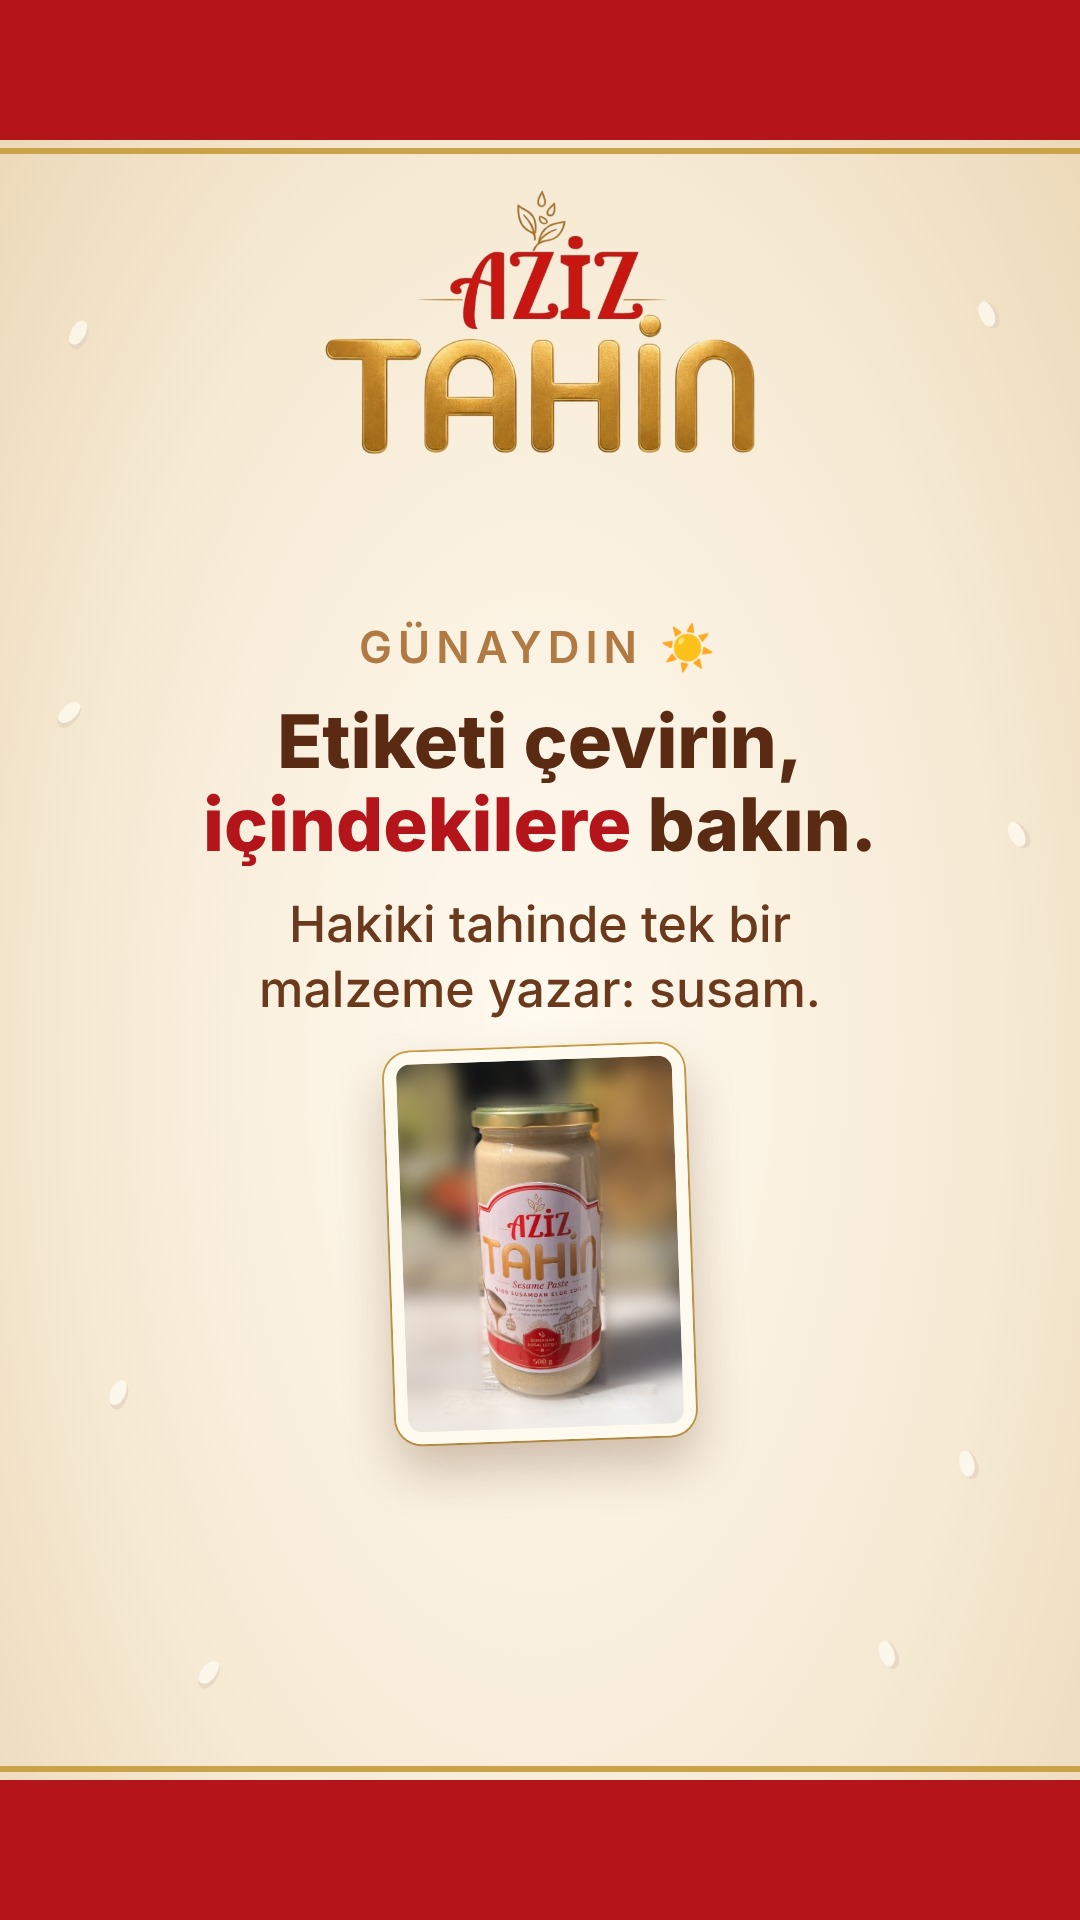 AZİZ
TAHİN
GÜNAYDIN ☀️
Etiketi çevirin,
içindekilere bakın.
Hakiki tahinde tek bir
malzeme yazar: susam.
AZİZ
TAHİN
Sesame Paste
500 g